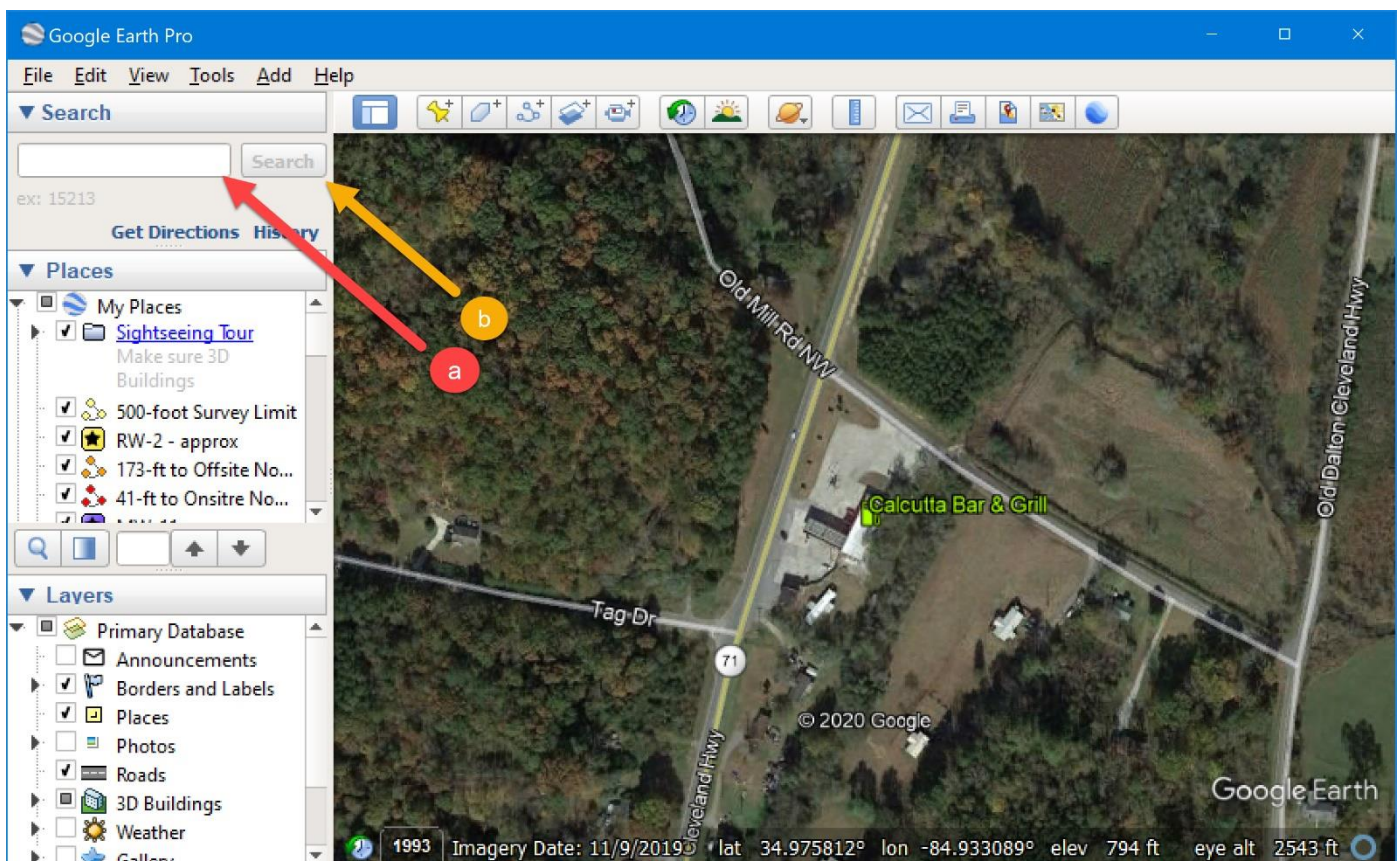 Google Earth Pro
File Edit View Tools Add Help
Search
Search
ex: 15213
Get Directions History
Places
My Places
Sightseeing Tour
Make sure 3D
Buildings
500-foot Survey Limit
RW-2 - approx
173-ft to Offsite No...
41-ft to Onsitre No...
Layers
Primary Database
Announcements
Borders and Labels
Places
Photos
Roads
3D Buildings
Weather
Gallery
a
b
Old Mill Rd NW
Old Dalton Cleveland Hwy
Calcutta Bar & Grill
Tag Dr
71
© 2020 Google
Cleveland Hwy
Google Earth
1993 Imagery Date: 11/9/2019 lat 34.975812° lon -84.933089° elev 794 ft eye alt 2543 ft